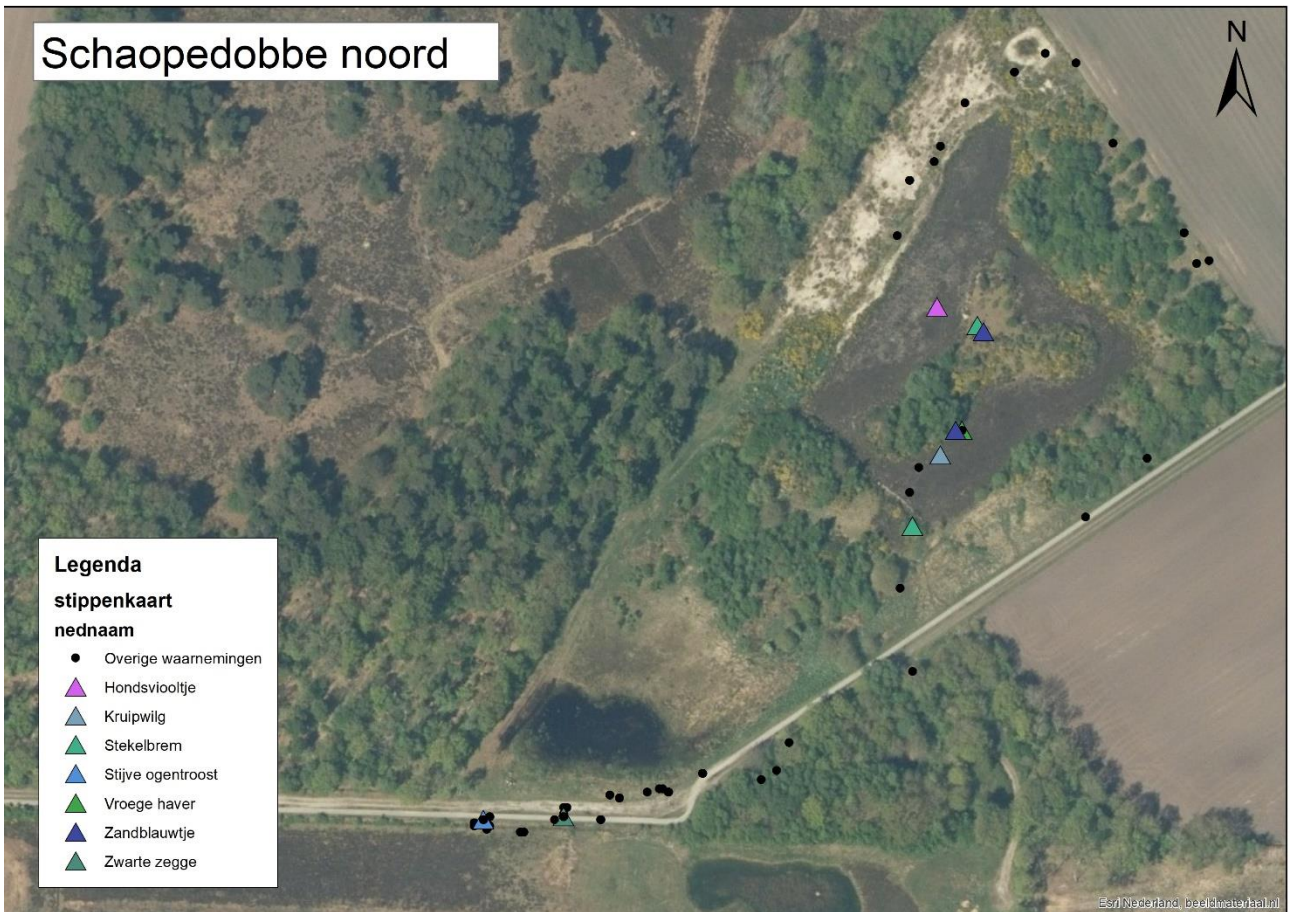 Schaopedobbe noord
N
Legenda
stippenkaart
nednaam
Overige waarnemingen
Hondsviooltje
Kruipwilg
Stekelbrem
Stijve ogentroost
Vroege haver
Zandblauwtje
Zwarte zegge
Esri Nederland, beeldmateriaal.nl